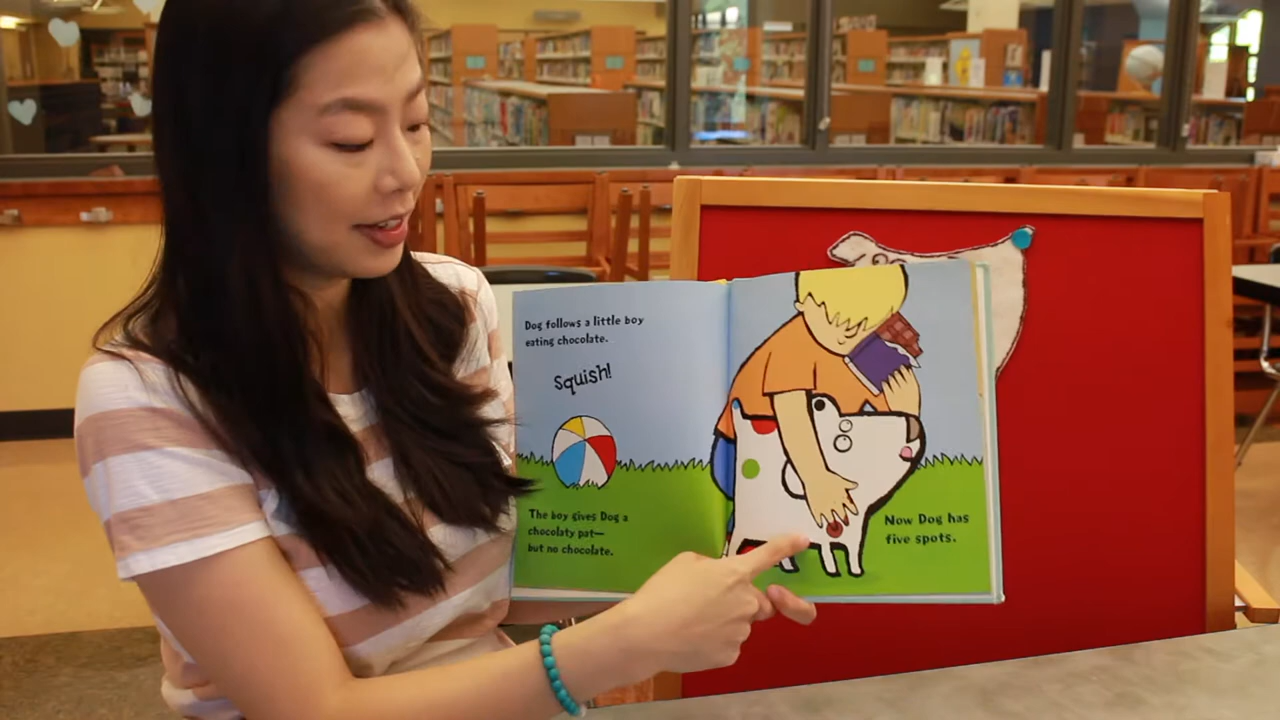 Dog follows a little boy
eating chocolate.
Squish!
The boy gives Dog a
chocolaty pat—
but no chocolate.
Now Dog has
five spots.